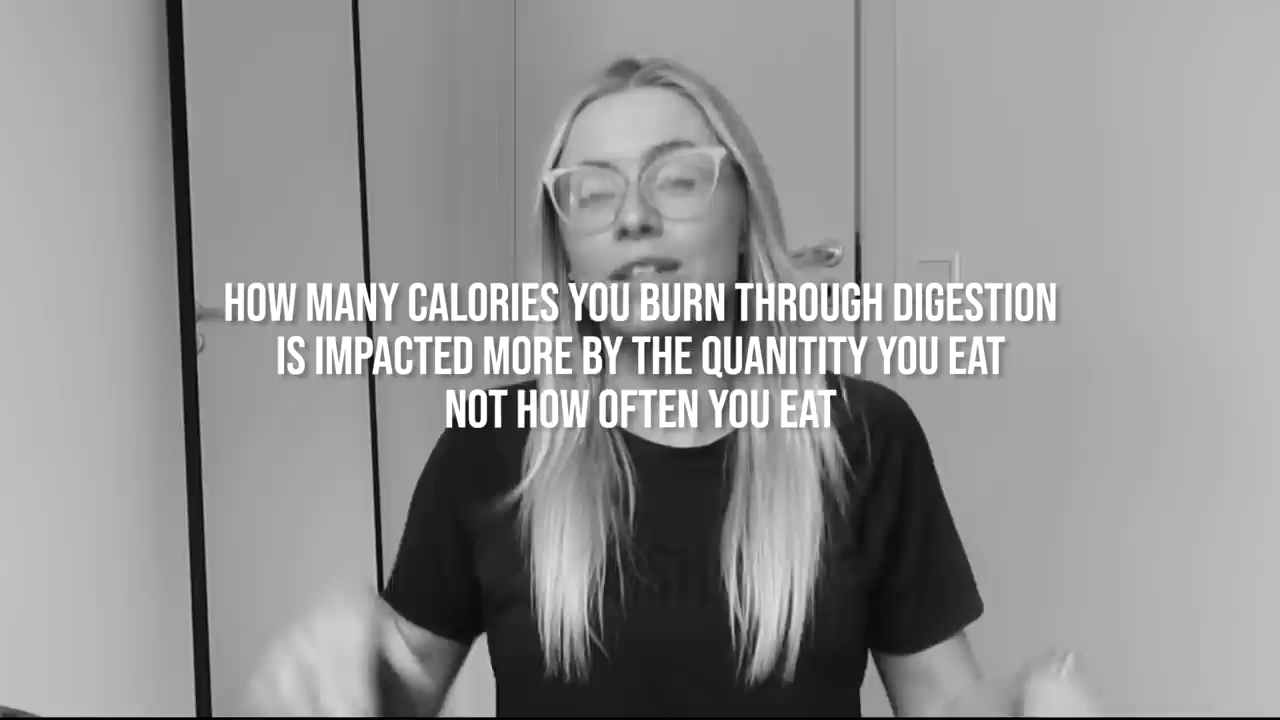 HOW MANY CALORIES YOU BURN THROUGH DIGESTION
IS IMPACTED MORE BY THE QUANITITY YOU EAT
NOT HOW OFTEN YOU EAT